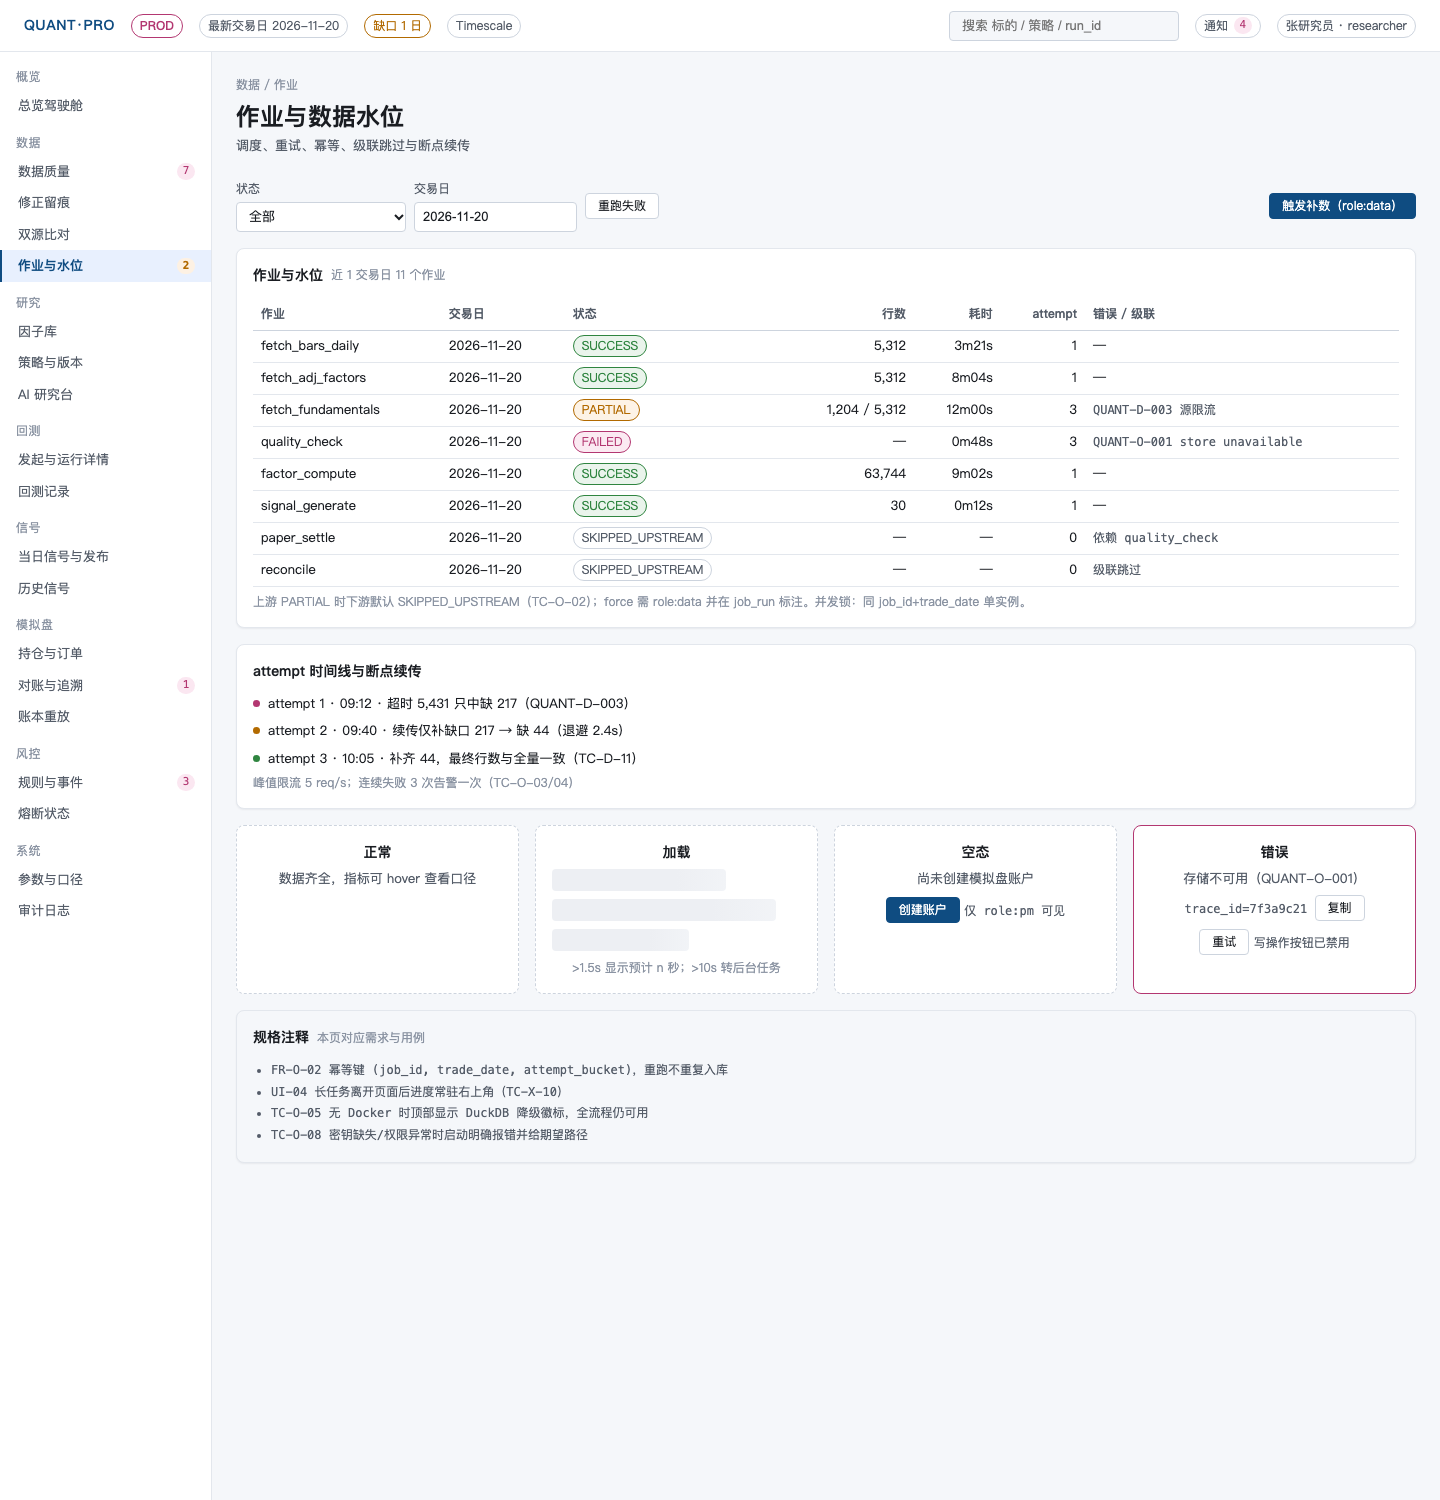 QUANT·PRO PROD 最新交易日 2026-11-20 缺口 1 日 Timescale 搜索 标的 / 策略 / run_id 通知 4 张研究员 · researcher
概览
总览驾驶舱
数据
数据质量 7
修正留痕
双源比对
作业与水位 2
研究
因子库
策略与版本
AI 研究台
回测
发起与运行详情
回测记录
信号
当日信号与发布
历史信号
模拟盘
持仓与订单
对账与追溯 1
账本重放
风控
规则与事件 3
熔断状态
系统
参数与口径
审计日志
数据 / 作业
作业与数据水位
调度、重试、幂等、级联跳过与断点续传
状态 交易日
全部 2026-11-20 重跑失败 触发补数（role:data）
作业与水位 近 1 交易日 11 个作业
作业 交易日 状态 行数 耗时 attempt 错误 / 级联
fetch_bars_daily 2026-11-20 SUCCESS 5,312 3m21s 1 —
fetch_adj_factors 2026-11-20 SUCCESS 5,312 8m04s 1 —
fetch_fundamentals 2026-11-20 PARTIAL 1,204 / 5,312 12m00s 3 QUANT-D-003 源限流
quality_check 2026-11-20 FAILED — 0m48s 3 QUANT-O-001 store unavailable
factor_compute 2026-11-20 SUCCESS 63,744 9m02s 1 —
signal_generate 2026-11-20 SUCCESS 30 0m12s 1 —
paper_settle 2026-11-20 SKIPPED_UPSTREAM — — 0 依赖 quality_check
reconcile 2026-11-20 SKIPPED_UPSTREAM — — 0 级联跳过
上游 PARTIAL 时下游默认 SKIPPED_UPSTREAM（TC-O-02）；force 需 role:data 并在 job_run 标注。并发锁：同 job_id+trade_date 单实例。
attempt 时间线与断点续传
attempt 1 · 09:12 · 超时 5,431 只中缺 217（QUANT-D-003）
attempt 2 · 09:40 · 续传仅补缺口 217 → 缺 44（退避 2.4s）
attempt 3 · 10:05 · 补齐 44，最终行数与全量一致（TC-D-11）
峰值限流 5 req/s；连续失败 3 次告警一次（TC-O-03/04）
正常
数据齐全，指标可 hover 查看口径
加载
>1.5s 显示预计 n 秒；>10s 转后台任务
空态
尚未创建模拟盘账户
创建账户 仅 role:pm 可见
错误
存储不可用（QUANT-O-001）
trace_id=7f3a9c21 复制
重试 写操作按钮已禁用
规格注释 本页对应需求与用例
• FR-O-02 幂等键 (job_id, trade_date, attempt_bucket)，重跑不重复入库
• UI-04 长任务离开页面后进度常驻右上角（TC-X-10）
• TC-O-05 无 Docker 时顶部显示 DuckDB 降级徽标，全流程仍可用
• TC-O-08 密钥缺失/权限异常时启动明确报错并给期望路径